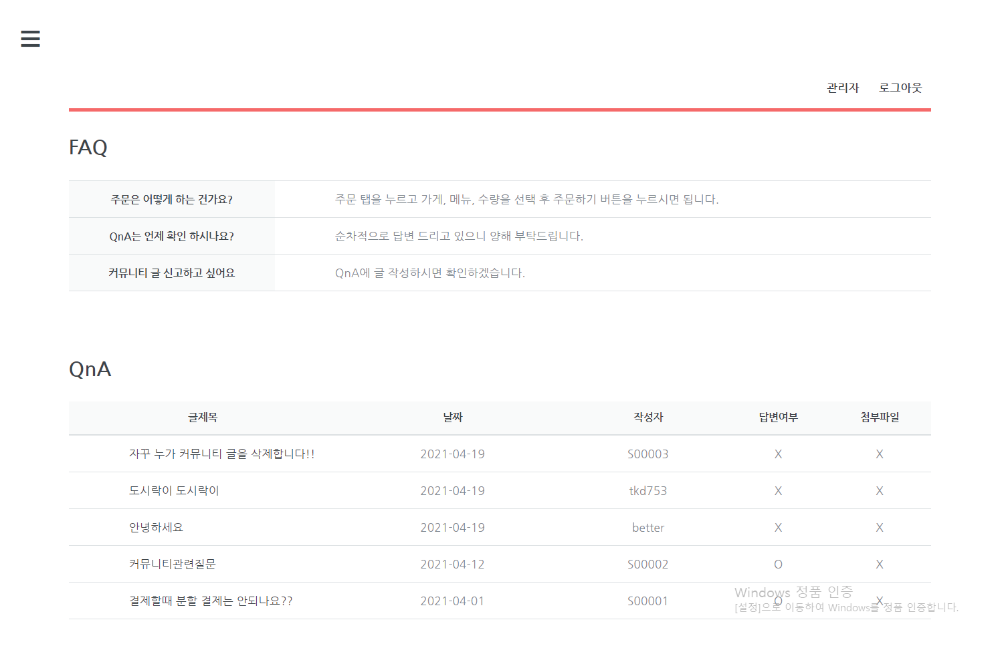 관리자 로그아웃
FAQ
주문은 어떻게 하는 건가요? 주문 탭을 누르고 가게, 메뉴, 수량을 선택 후 주문하기 버튼을 누르시면 됩니다.
QnA는 언제 확인 하시나요? 순차적으로 답변 드리고 있으니 양해 부탁드립니다.
커뮤니티 글 신고하고 싶어요 QnA에 글 작성하시면 확인하겠습니다.
QnA
글제목 날짜 작성자 답변여부 첨부파일
자꾸 누가 커뮤니티 글을 삭제합니다!! 2021-04-19 S00003 X X
도시락이 도시락이 2021-04-19 tkd753 X X
안녕하세요 2021-04-19 better X X
커뮤니티관련질문 2021-04-12 S00002 O X
결제할때 분할 결제는 안되나요?? 2021-04-01 S00001 O X
Windows 정품 인증
[설정]으로 이동하여 Windows를 정품 인증합니다.